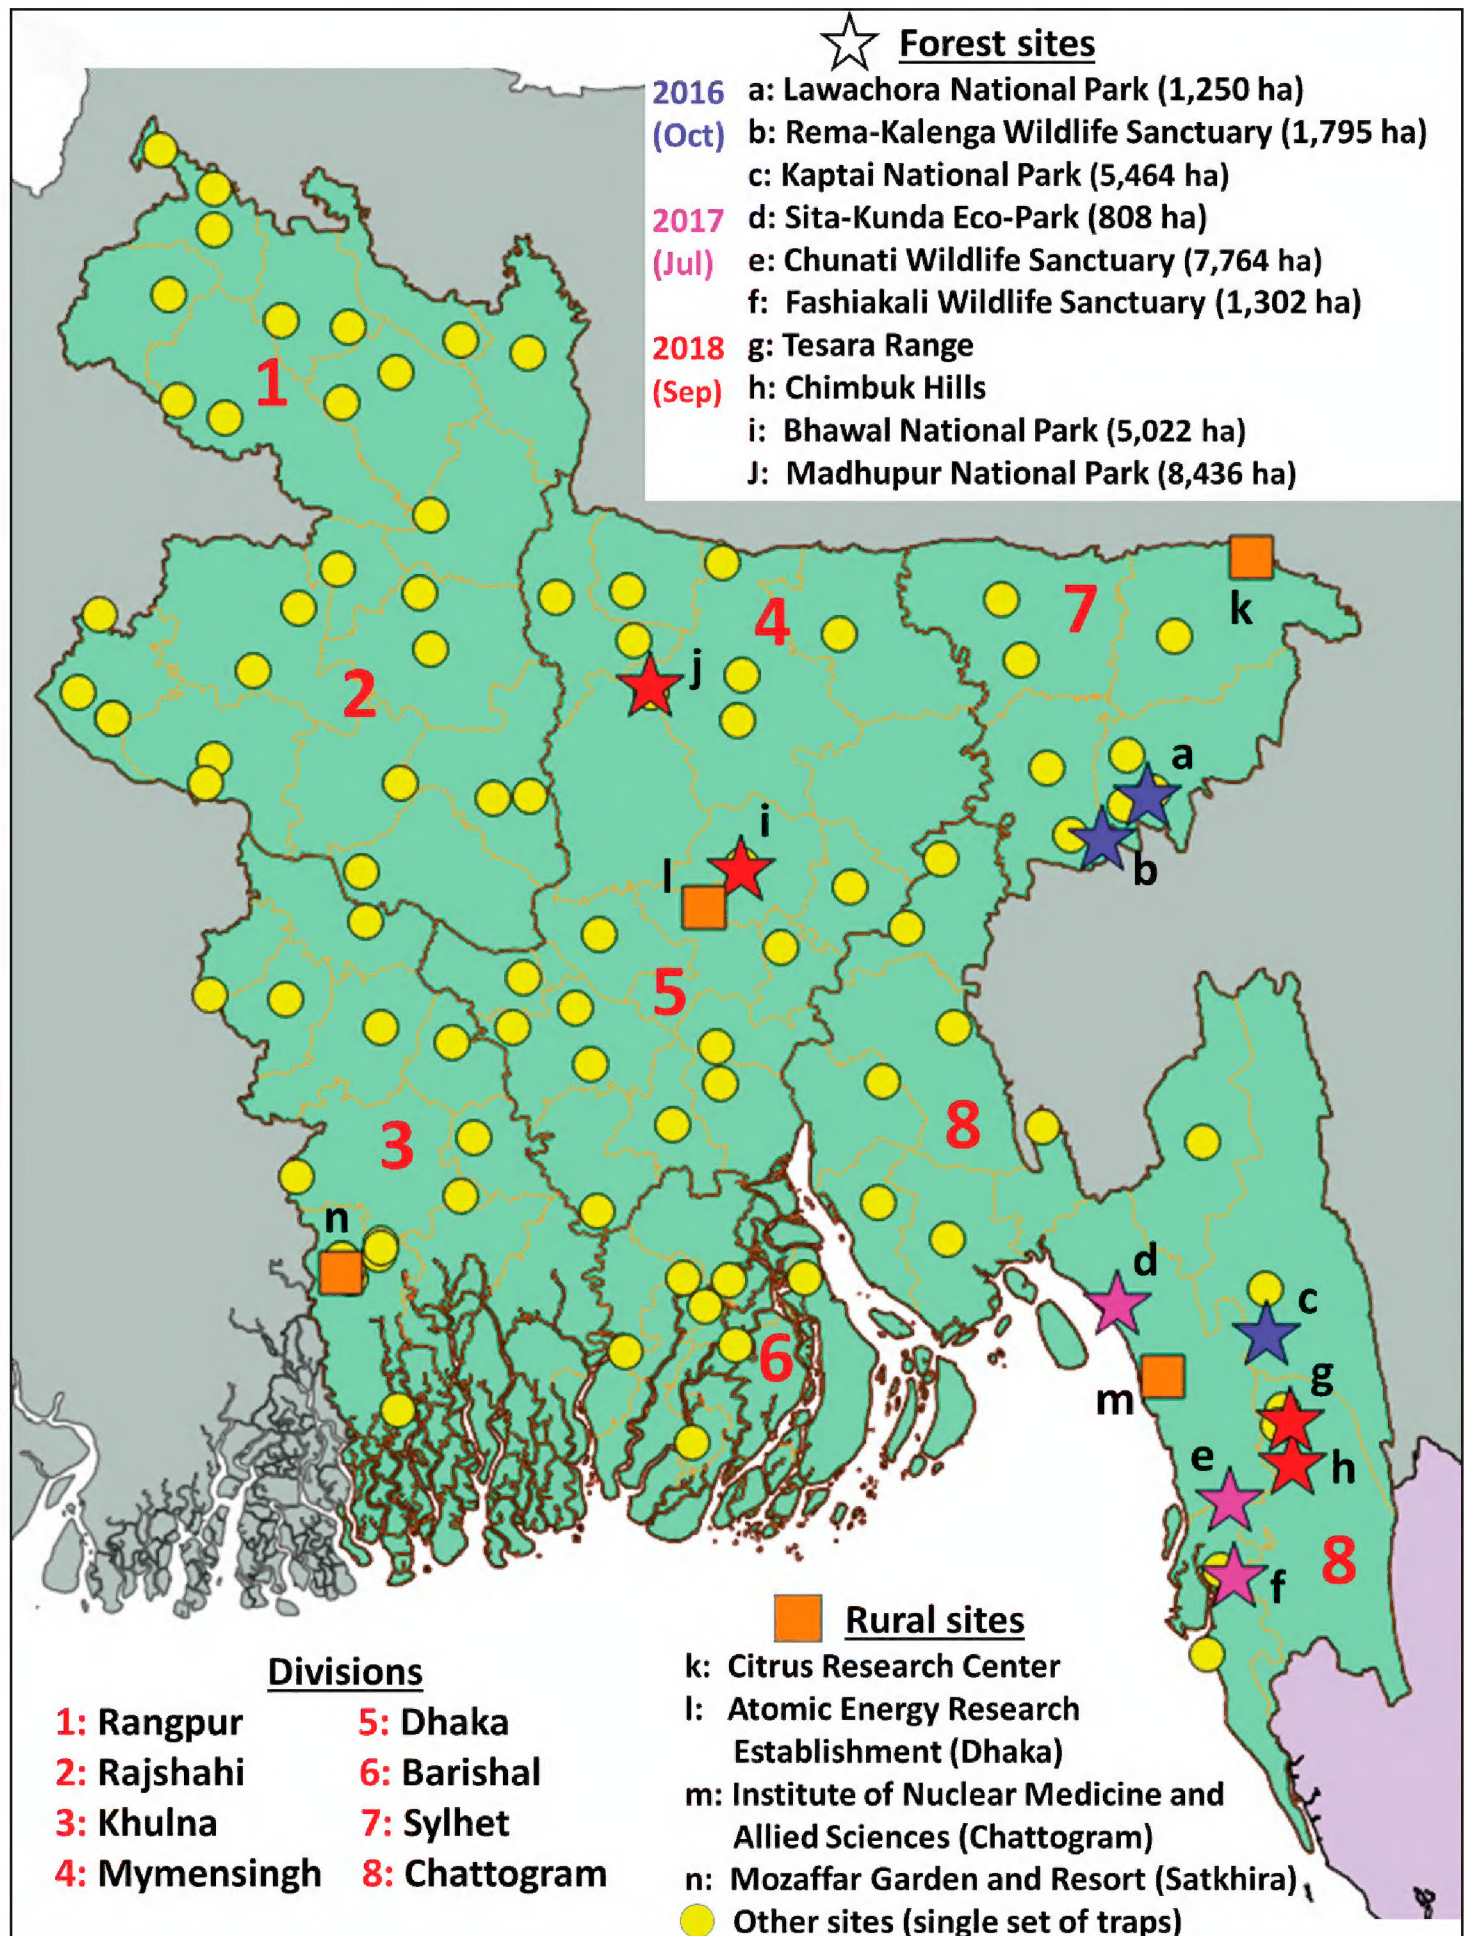 Forest sites
2016 a: Lawachora National Park (1,250 ha)
(Oct) b: Rema-Kalenga Wildlife Sanctuary (1,795 ha)
c: Kaptai National Park (5,464 ha)
2017 d: Sita-Kunda Eco-Park (808 ha)
(Jul) e: Chunati Wildlife Sanctuary (7,764 ha)
f: Fashiakali Wildlife Sanctuary (1,302 ha)
2018 g: Tesara Range
(Sep) h: Chimbuk Hills
i: Bhawal National Park (5,022 ha)
J: Madhupur National Park (8,436 ha)
1
7
k
4
j
2
a
i
l
b
5
8
3
n
d
c
6
g
m
e
h
8
f
Divisions
1: Rangpur 5: Dhaka
2: Rajshahi 6: Barishal
3: Khulna 7: Sylhet
4: Mymensingh 8: Chattogram
Rural sites
k: Citrus Research Center
l: Atomic Energy Research
Establishment (Dhaka)
m: Institute of Nuclear Medicine and
Allied Sciences (Chattogram)
n: Mozaffar Garden and Resort (Satkhira)
Other sites (single set of traps)